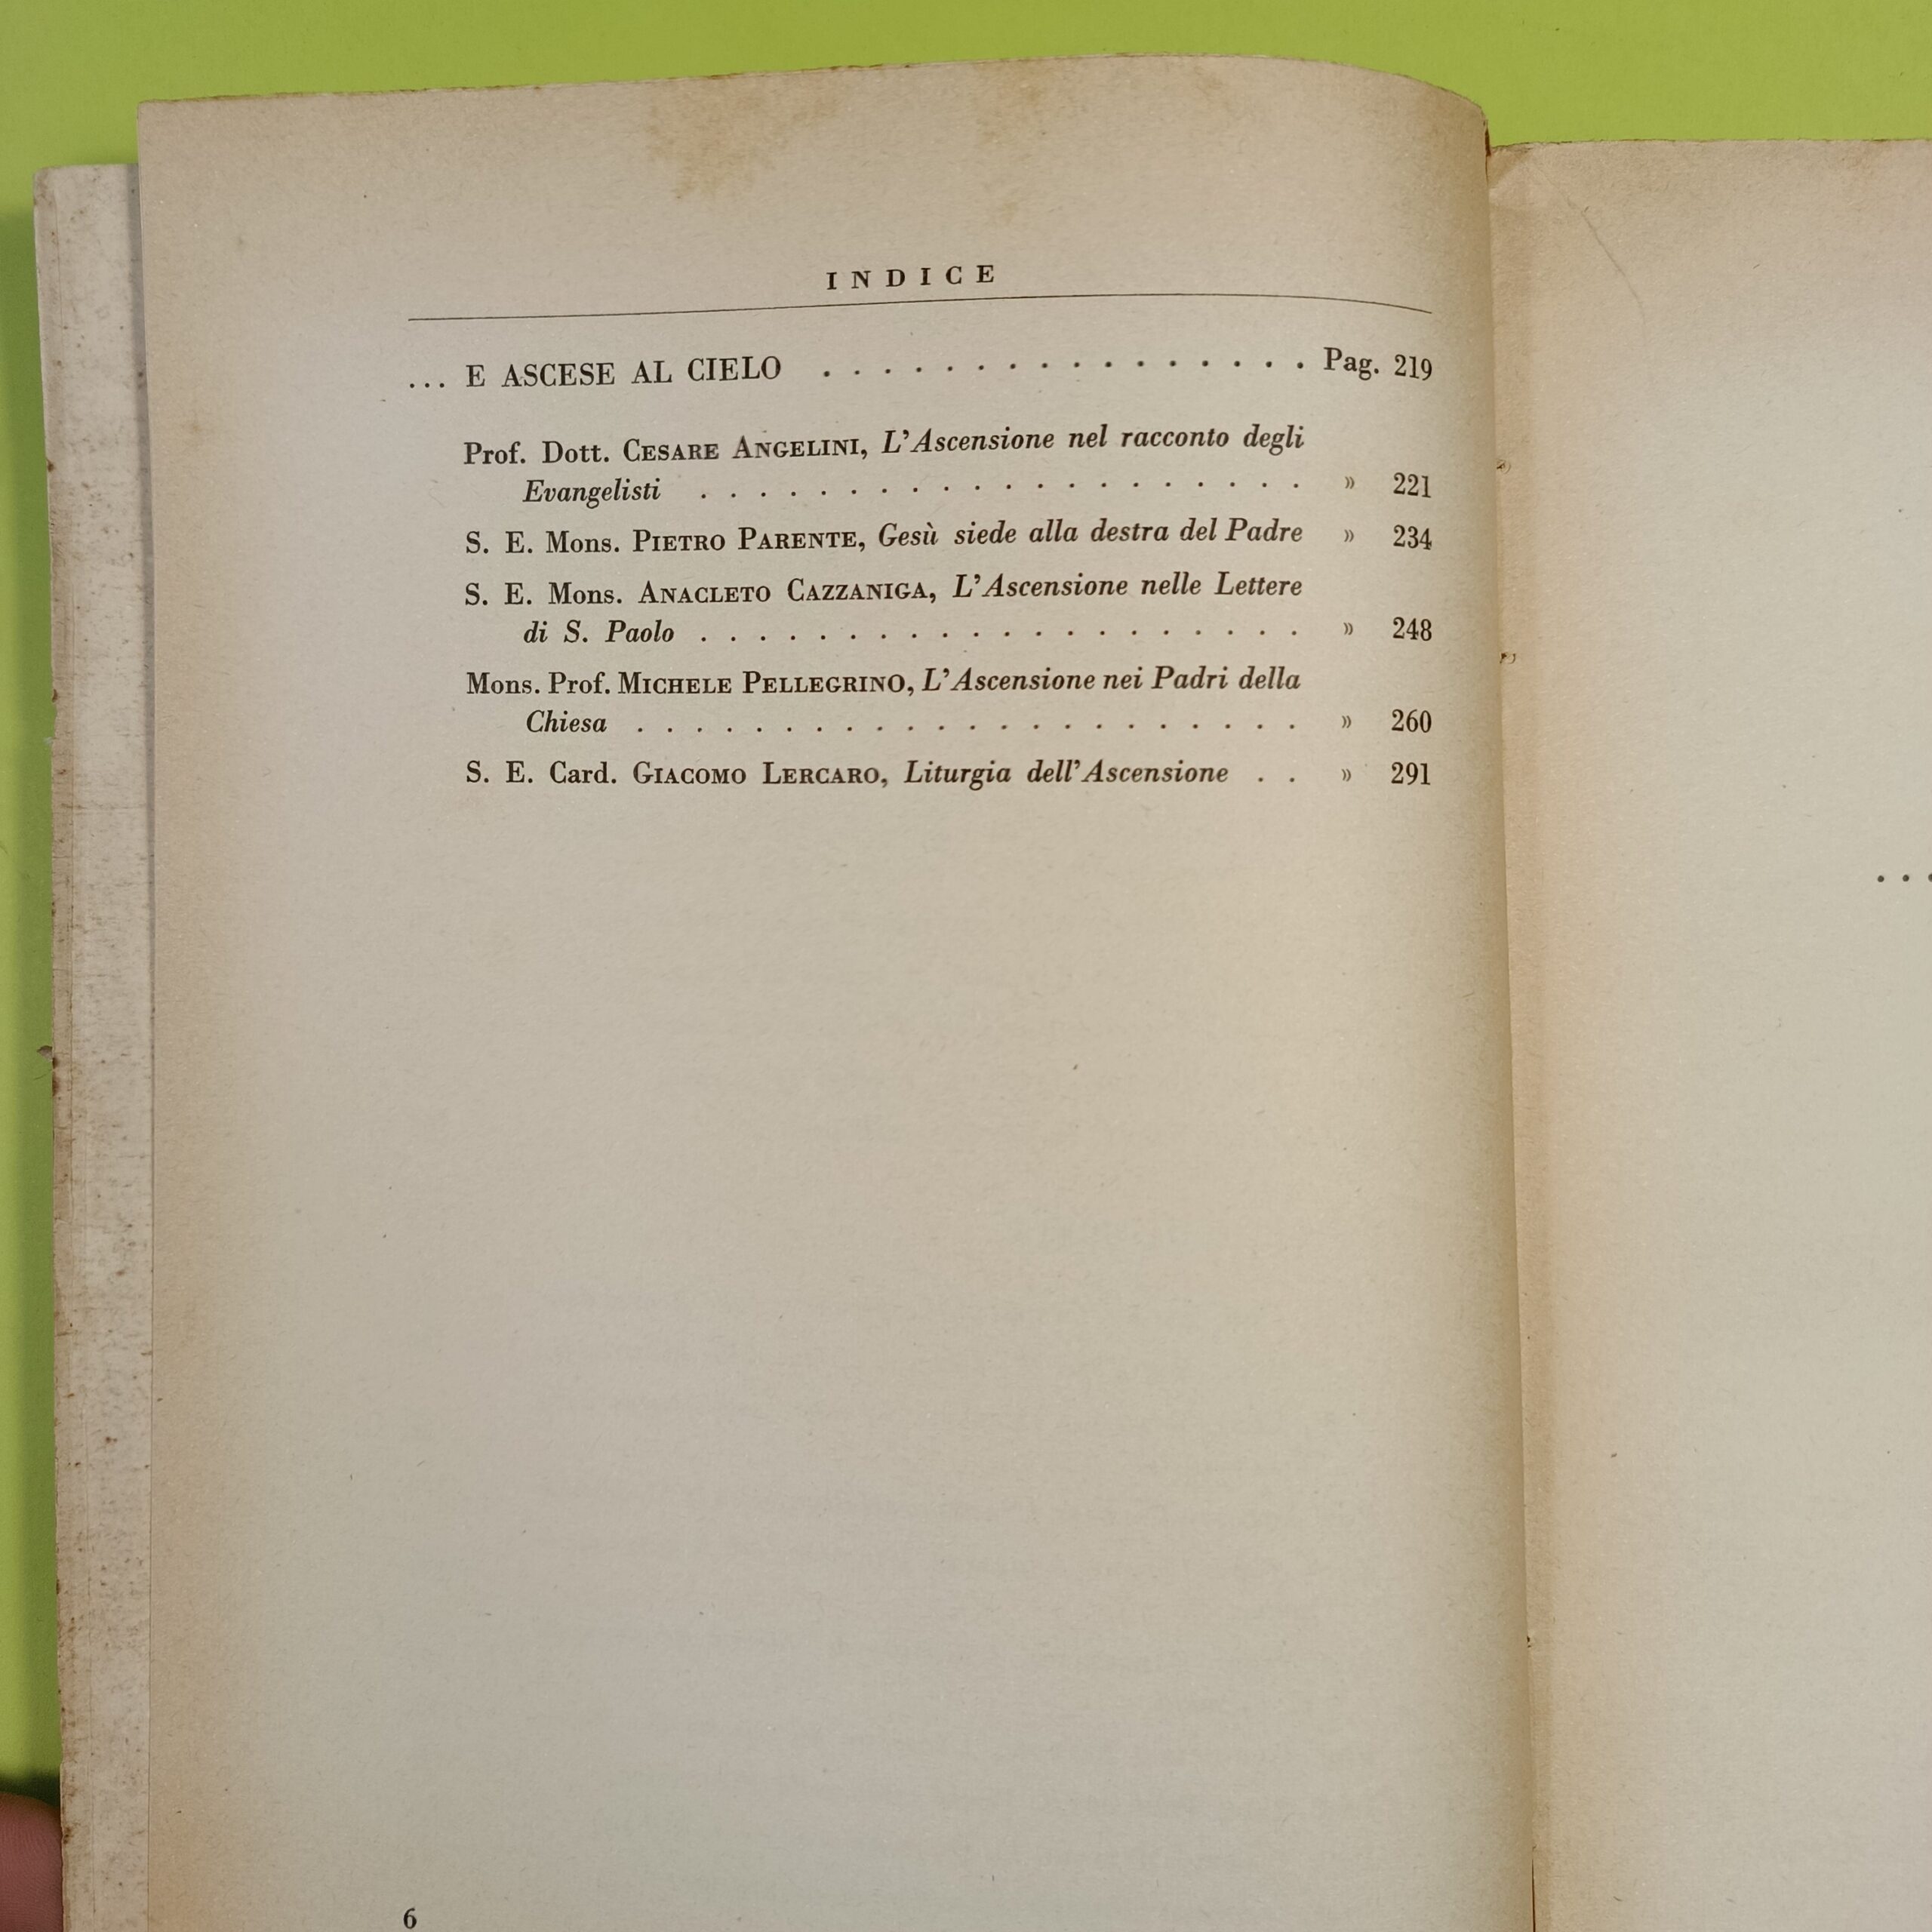 INDICE
... E ASCESE AL CIELO . . . . . . . . . . . . . . . . Pag. 219
Prof. Dott. CESARE ANGELINI, L'Ascensione nel racconto degli
Evangelisti . . . . . . . . . . . . . . . . . . . . » 221
S. E. Mons. PIETRO PARENTE, Gesù siede alla destra del Padre » 234
S. E. Mons. ANACLETO CAZZANIGA, L'Ascensione nelle Lettere
di S. Paolo . . . . . . . . . . . . . . . . . . . . » 248
Mons. Prof. MICHELE PELLEGRINO, L'Ascensione nei Padri della
Chiesa . . . . . . . . . . . . . . . . . . . . . . . » 260
S. E. Card. GIACOMO LERCARO, Liturgia dell'Ascensione . . » 291
6
...